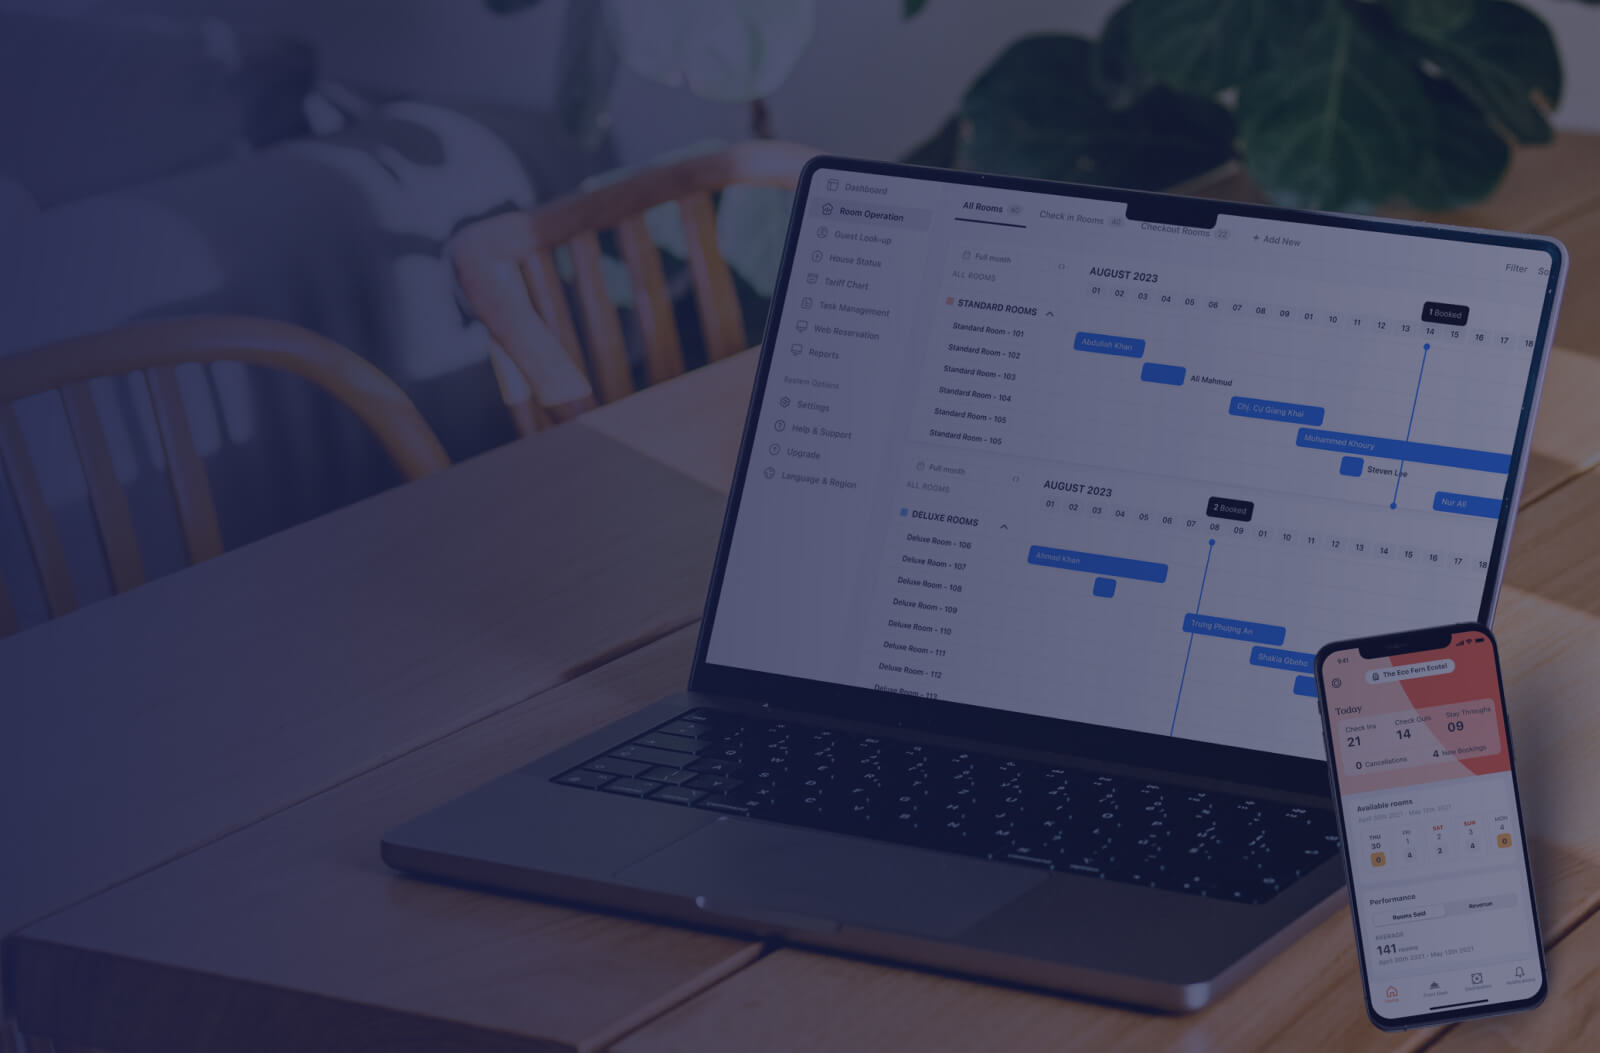 Dashboard
Room Operation
Guest Look-up
House Status
Tariff Chart
Task Management
Web Reservation
Reports
System Options
Settings
Help & Support
Upgrade
Language & Region
All Rooms 40
Check in Rooms 40
Checkout Rooms 22
+ Add New
Filter
So
Full month
ALL ROOMS
AUGUST 2023
01 02 03 04 05 06 07 08 09 01 10 11 12 13 14 15 16 17 18
1 Booked
STANDARD ROOMS
Standard Room - 101
Standard Room - 102
Standard Room - 103
Standard Room - 104
Standard Room - 105
Standard Room - 105
Abdullah Khan
Ali Mahmud
Chị. Cự Giang Khai
Muhammed Khoury
Steven Lee
Nur Ali
Full month
ALL ROOMS
AUGUST 2023
01 02 03 04 05 06 07 08 09 01 10 11 12 13 14 15 16 17 18
2 Booked
DELUXE ROOMS
Deluxe Room - 106
Deluxe Room - 107
Deluxe Room - 108
Deluxe Room - 109
Deluxe Room - 110
Deluxe Room - 111
Deluxe Room - 112
Deluxe Room - 113
Ahmad Khan
Trung Phượng An
Shakia Gbeho
9:41
The Eco Fern Ecotel
Today
Check Ins
21
Check Outs
14
Stay Throughs
09
0 Cancellations
4 New Bookings
Available rooms
April 30th 2021 - May 13th 2021
THU FRI SAT SUN MON
30 1 2 3 4
0 4 2 4 0
Performance
Rooms Sold
Revenue
AVERAGE
141 rooms
April 30th 2021 - May 13th 2021
Home
Front Desk
Notifications